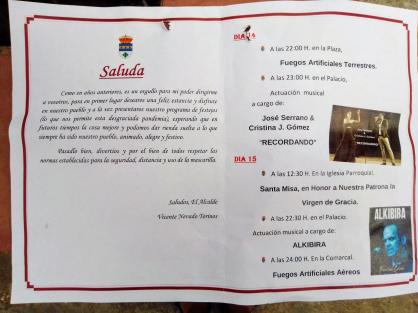 Saluda
Como en años anteriores, es un orgullo para mi poder dirigirme
a vosotros, para en primer lugar desearos una feliz estancia y disfrute
en nuestro pueblo y a la vez presentaros nuestro programa de festejos
(lo que nos permite esta desgraciada pandemia), esperando que en
futuros tiempos la cosa mejore y podamos dar rienda suelta a lo que
siempre ha sido nuestro pueblo, animado, alegre y festivo.
Pasadlo bien, divertios y por el bien de todos respetar las
normas establecidas para la seguridad, distancia y uso de la mascarilla.
Saludos, El Alcalde
Vicente Nevado
DIA 14
A las 22:00 H. en la Plaza,
Fuegos Artificiales Terrestres.
A las 23:00 H. en el Palacio,
Actuación musical
a cargo de:
José Serrano &
Cristina J. Gómez
"RECORDANDO"
RECORDANDO
DIA 15
A las 12:30 H. En la Iglesia Parroquial,
Santa Misa, en Honor a Nuestra Patrona la
Virgen de Gracia.
A las 22:30 H. en el Palacio.
Actuación musical a cargo de:
ALKIBIRA
A las 24:00 H. En la Comarcal.
Fuegos Artificiales Aéreos
ALKIBIRA